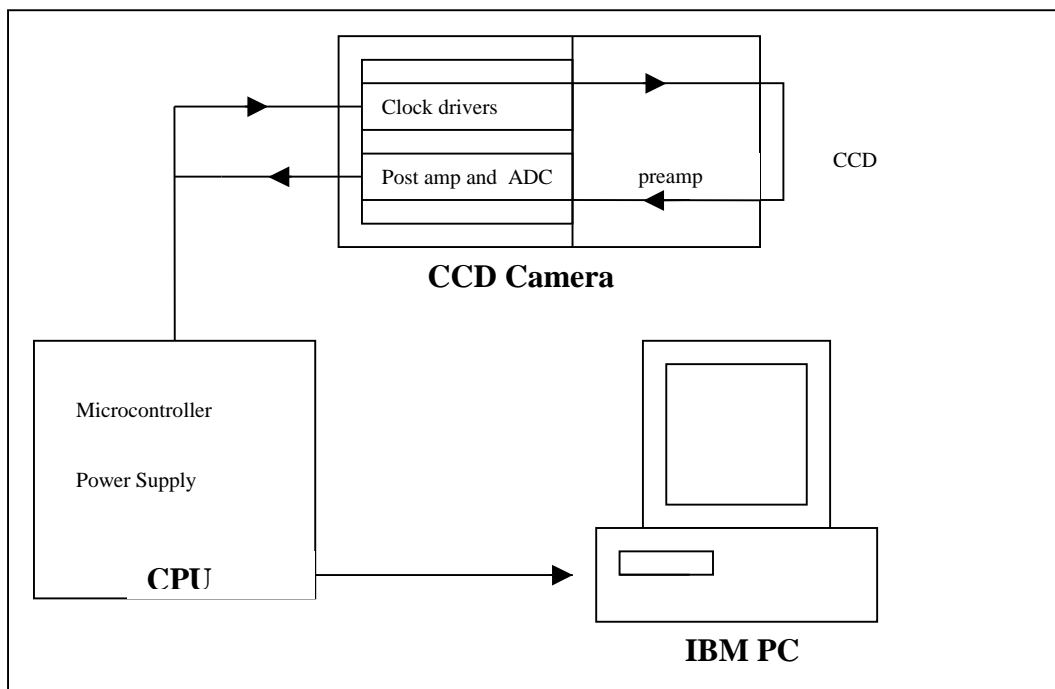 Clock drivers
CCD
Post amp and ADC
preamp
CCD Camera
Microcontroller
Power Supply
CPU
IBM PC